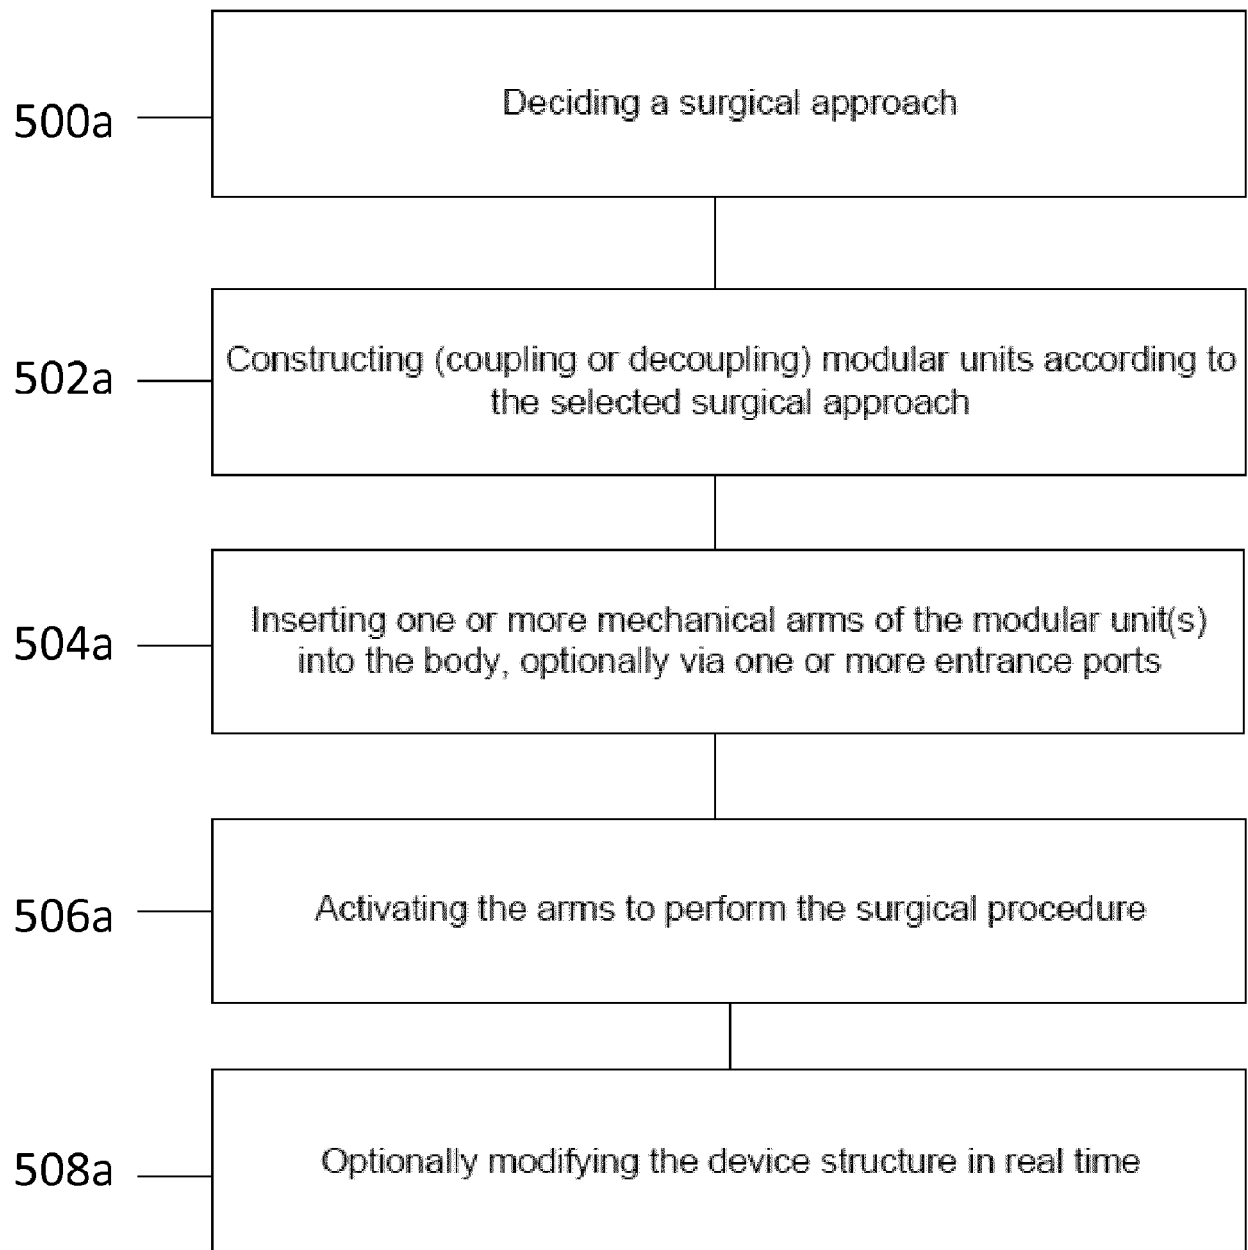 500a
Deciding a surgical approach
502a
Constructing (coupling or decoupling) modular units according to
the selected surgical approach
504a
Inserting one or more mechanical arms of the modular unit(s)
into the body, optionally via one or more entrance ports
506a
Activating the arms to perform the surgical procedure
508a
Optionally modifying the device structure in real time